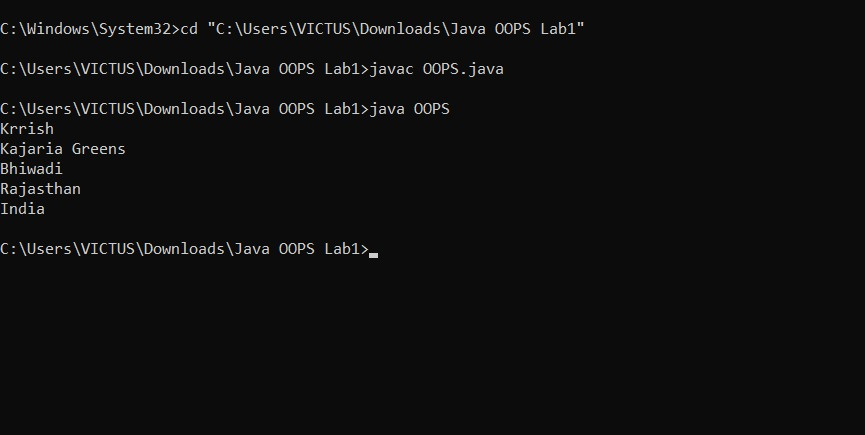 C:\Windows\System32>cd "C:\Users\VICTUS\Downloads\Java OOPS Lab1"
C:\Users\VICTUS\Downloads\Java OOPS Lab1>javac OOPS.java
C:\Users\VICTUS\Downloads\Java OOPS Lab1>java OOPS
Krrish
Kajaria Greens
Bhiwadi
Rajasthan
India
C:\Users\VICTUS\Downloads\Java OOPS Lab1>